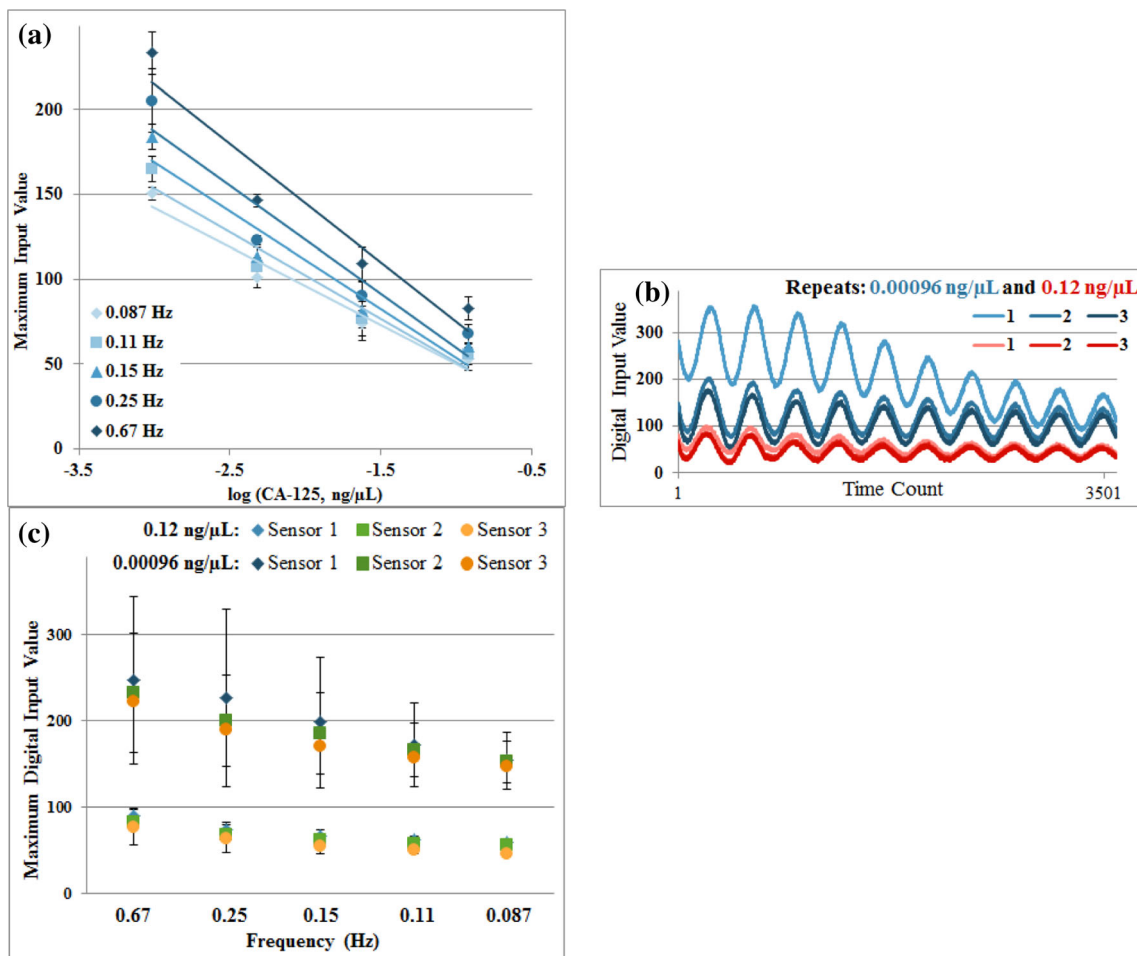 (a)
Maximum Input Value
200
150
100
50
0
0.087 Hz
0.11 Hz
0.15 Hz
0.25 Hz
0.67 Hz
-3.5 -2.5 -1.5 -0.5
log (CA-125, ng/µL)
(b)
Repeats: 0.00096 ng/µL and 0.12 ng/µL
1 2 3
1 2 3
Digital Input Value
300
200
100
0
1 Time Count 3501
(c)
0.12 ng/µL: Sensor 1 Sensor 2 Sensor 3
0.00096 ng/µL: Sensor 1 Sensor 2 Sensor 3
Maximum Digital Input Value
300
200
100
0
0.67 0.25 0.15 0.11 0.087
Frequency (Hz)